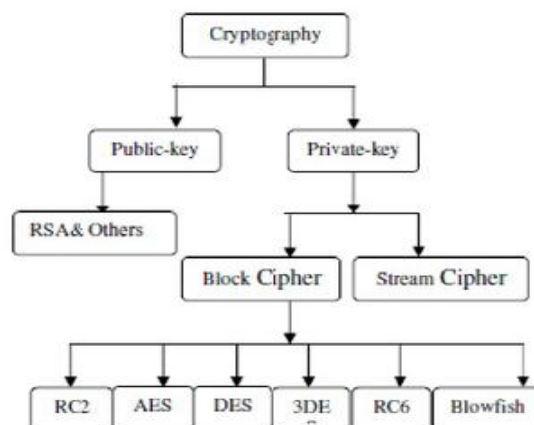 Cryptography
Public-key
Private-key
RSA& Others
Block Cipher
Stream Cipher
RC2
AES
DES
3DE
RC6
Blowfish